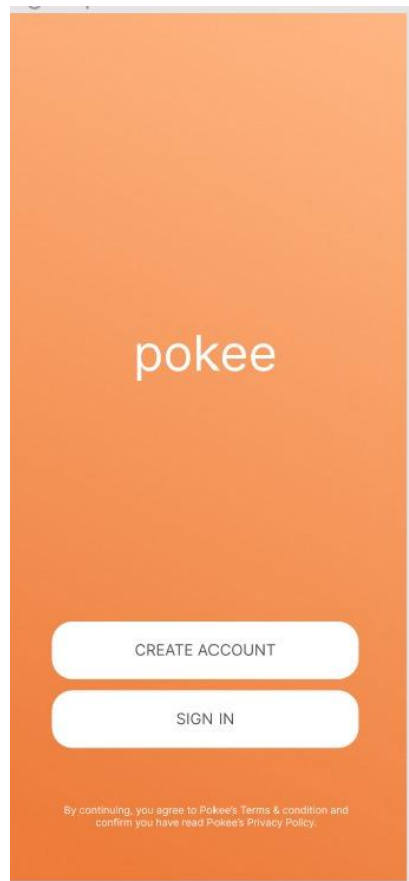 pokee
CREATE ACCOUNT
SIGN IN
By continuing, you agree to Pokee's Terms & condition and
confirm you have read Pokee's Privacy Policy.